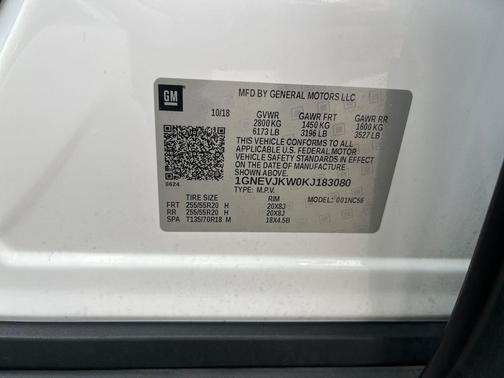 GM
MFD BY GENERAL MOTORS LLC
10/18 GVWR GAWR FRT GAWR RR
2800 KG 1450 KG 1600 KG
6173 LB 3196 LB 3527 LB
THIS VEHICLE CONFORMS TO ALL APPLICABLE
U.S. FEDERAL MOTOR VEHICLE
SAFETY STANDARDS IN EFFECT ON THE
DATE OF MANUFACTURE SHOWN ABOVE.
1GNEVJKW0KJ183080
TYPE: M.P.V. MODEL: 001NC56
8624
TIRE SIZE RIM
FRT 255/55R20 H 20X8J
RR 255/55R20 H 20X8J
SPA T135/70R18 M 18X4.5B